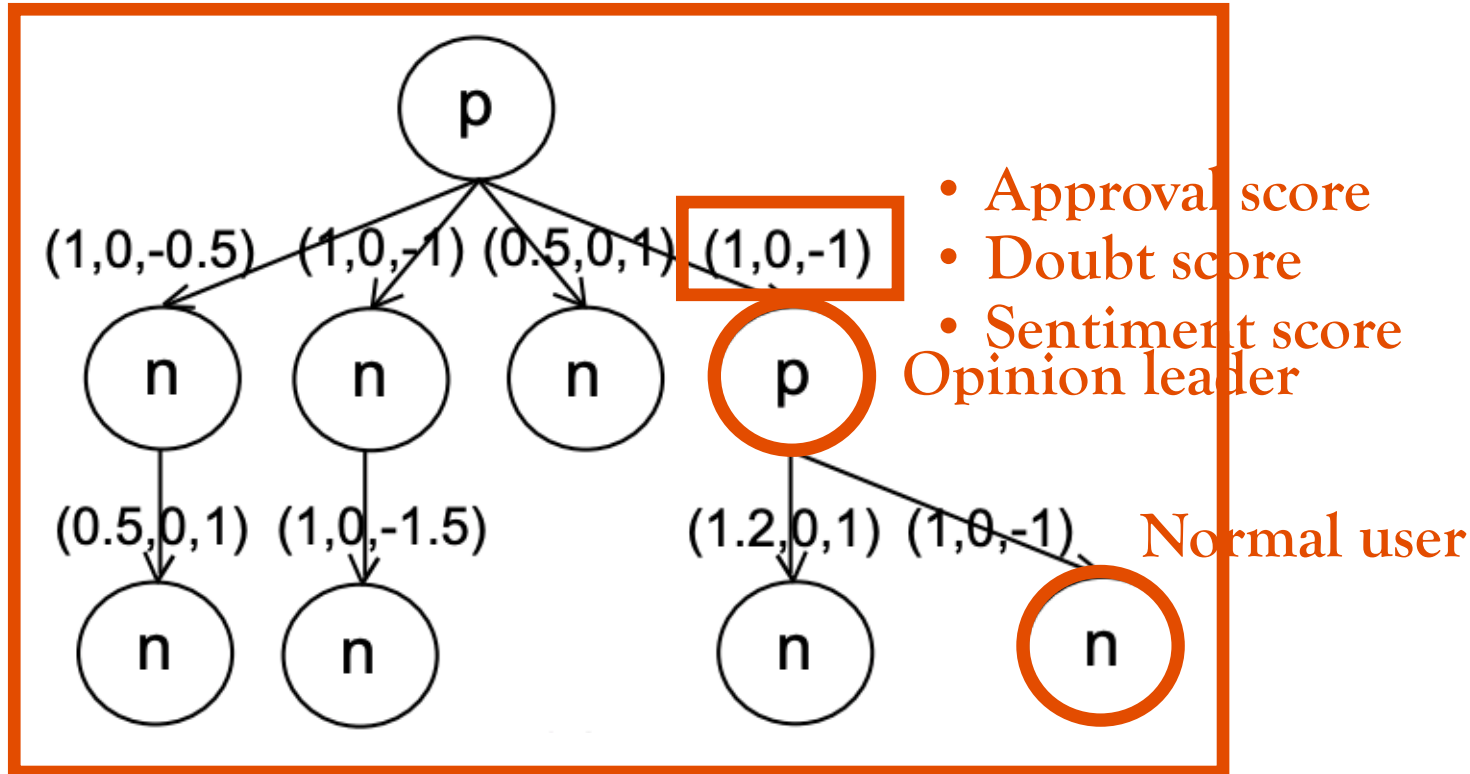 p
• Approval score
(1,0,-0.5) (1,0,-1) (0.5,0,1) (1,0,-1)
• Doubt score
• Sentiment score
n n n p Opinion leader
(0.5,0,1) (1,0,-1.5) (1.2,0,1) (1,0,-1) Normal user
n n n n